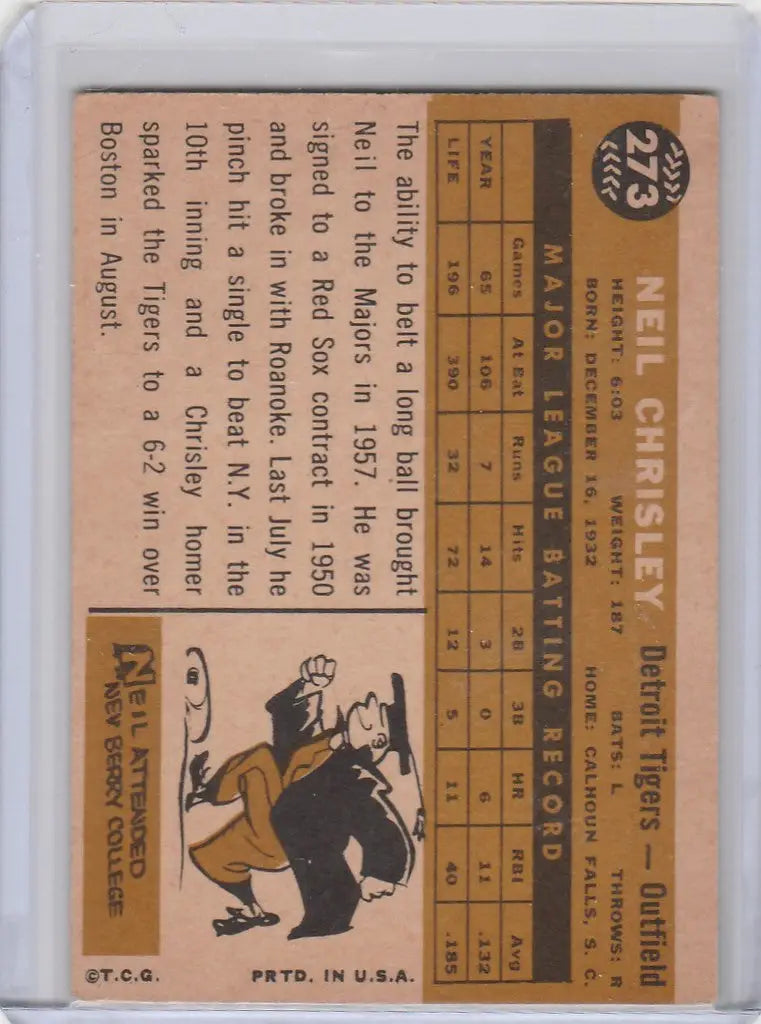 273
NEIL CHRISLEY Detroit Tigers — Outfield
HEIGHT: 6:03 WEIGHT: 187 BATS: L THROWS: R
BORN: DECEMBER 16, 1932 HOME: CALHOUN FALLS, S. C.
MAJOR LEAGUE BATTING RECORD
Games At Bat Runs Hits 2B 3B HR RBI Avg
YEAR 65 106 7 14 3 0 6 11 .132
LIFE 196 390 32 72 12 5 11 40 .185
The ability to belt a long ball brought
Neil to the Majors in 1957. He was
signed to a Red Sox contract in 1950
and broke in with Roanoke. Last July he
pinch hit a single to beat N.Y. in the
10th inning and a Chrisley homer
sparked the Tigers to a 6-2 win over
Boston in August.
NEIL ATTENDED
NEW BERRY COLLEGE
©T.C.G. PRTD. IN U.S.A.